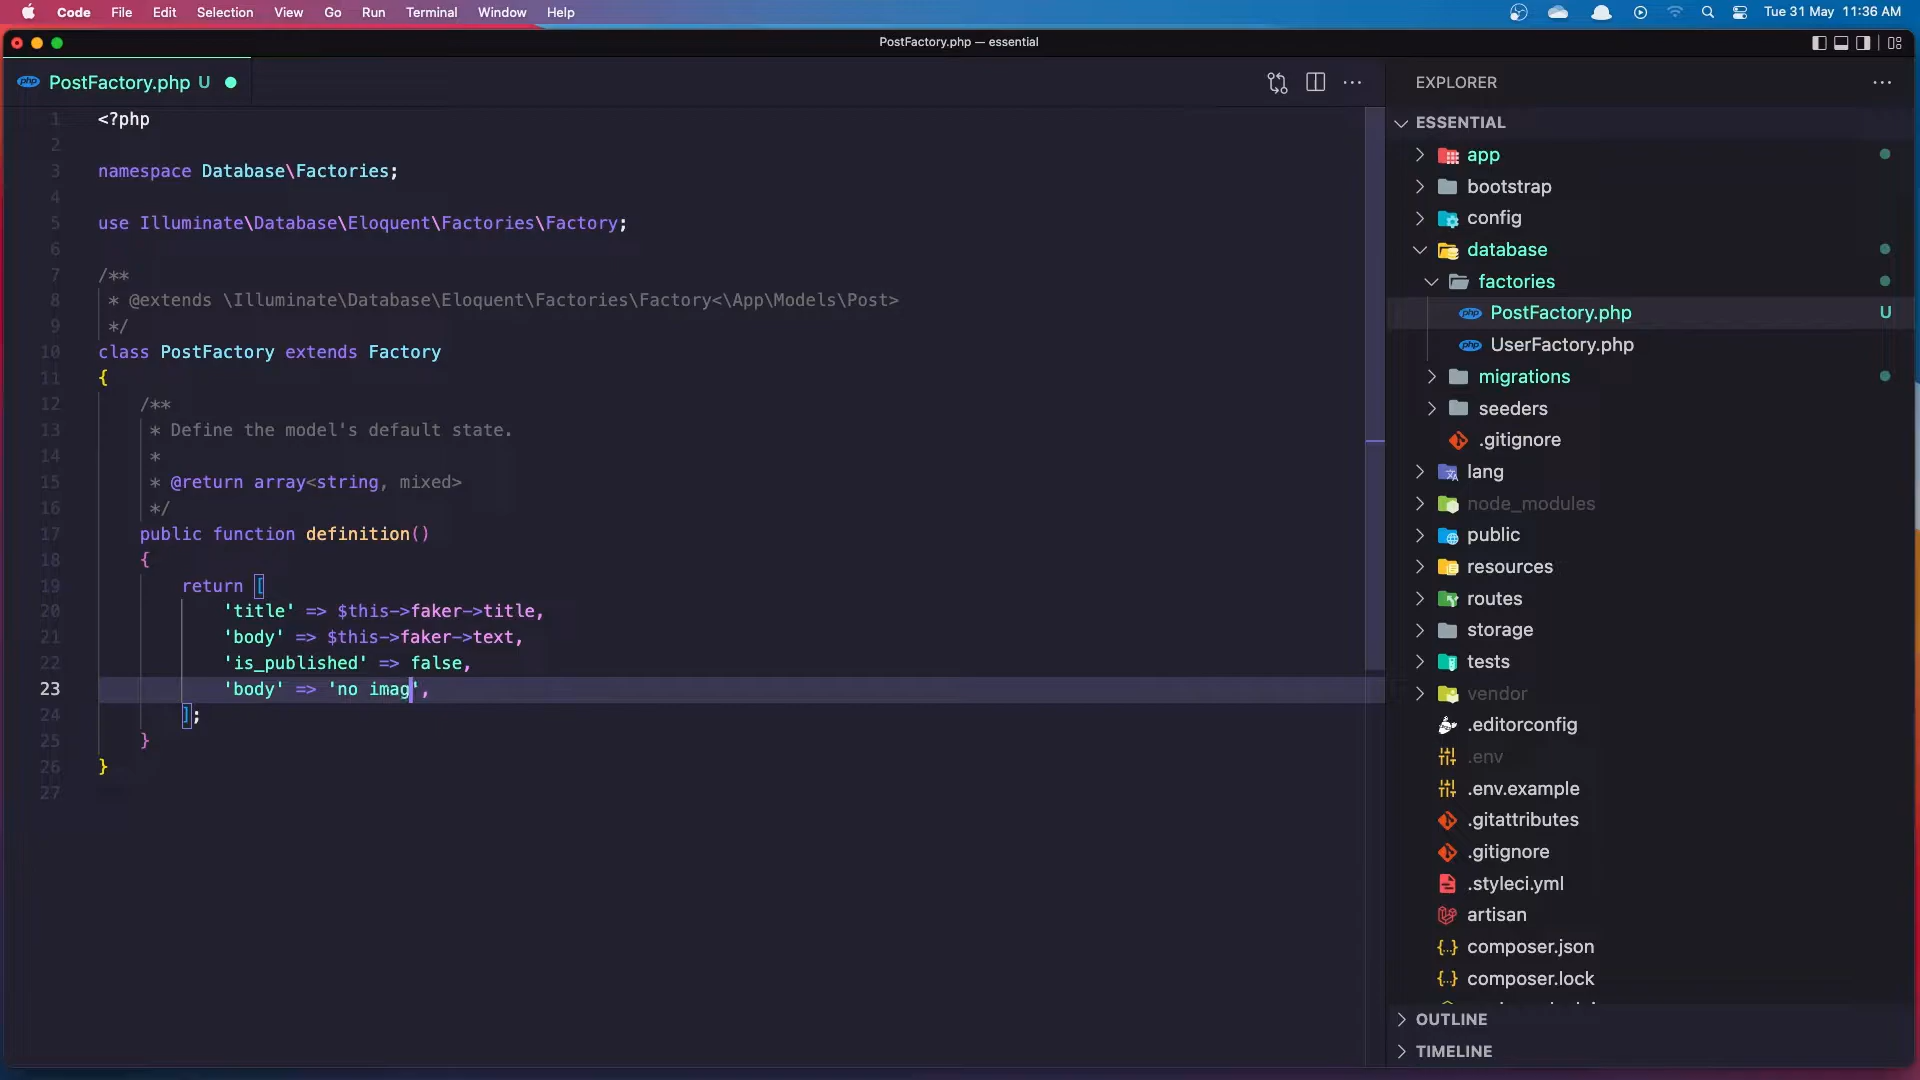 Code File Edit Selection View Go Run Terminal Window Help Tue 31 May 11:36 AM
PostFactory.php — essential
PostFactory.php U
1 <?php
2
3 namespace Database\Factories;
4
5 use Illuminate\Database\Eloquent\Factories\Factory;
6
7 /**
8 * @extends \Illuminate\Database\Eloquent\Factories\Factory<\App\Models\Post>
9 */
10 class PostFactory extends Factory
11 {
12 /**
13 * Define the model's default state.
14 *
15 * @return array<string, mixed>
16 */
17 public function definition()
18 {
19 return [
20 'title' => $this->faker->title,
21 'body' => $this->faker->text,
22 'is_published' => false,
23 'body' => 'no imag',
24 ];
25 }
26 }
27
EXPLORER
ESSENTIAL
app
bootstrap
config
database
factories
PostFactory.php U
UserFactory.php
migrations
seeders
.gitignore
lang
node_modules
public
resources
routes
storage
tests
vendor
.editorconfig
.env
.env.example
.gitattributes
.gitignore
.styleci.yml
artisan
composer.json
composer.lock
OUTLINE
TIMELINE